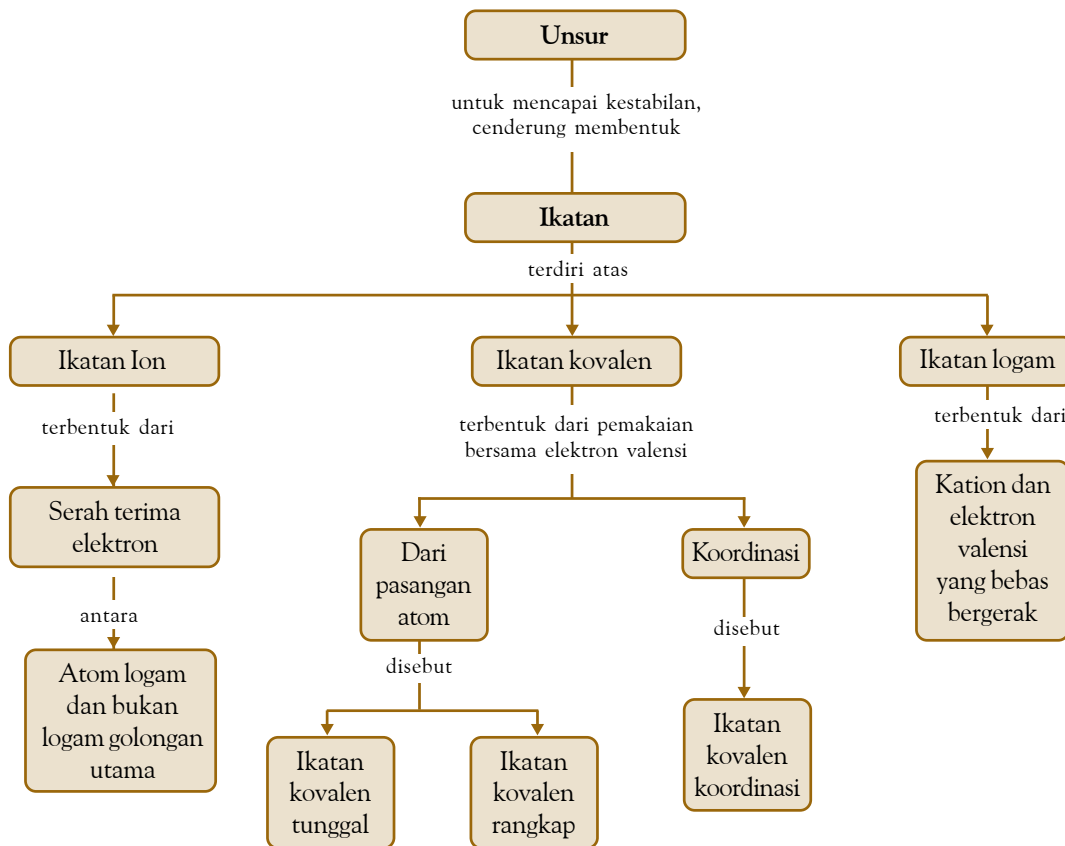 Unsur
untuk mencapai kestabilan,
cenderung membentuk
Ikatan
terdiri atas
Ikatan Ion
Ikatan kovalen
Ikatan logam
terbentuk dari
terbentuk dari pemakaian
bersama elektron valensi
terbentuk dari
Serah terima
elektron
Dari
pasangan
atom
Koordinasi
Kation dan
elektron
valensi
yang bebas
bergerak
antara
disebut
disebut
Atom logam
dan bukan
logam golongan
utama
Ikatan
kovalen
tunggal
Ikatan
kovalen
rangkap
Ikatan
kovalen
koordinasi